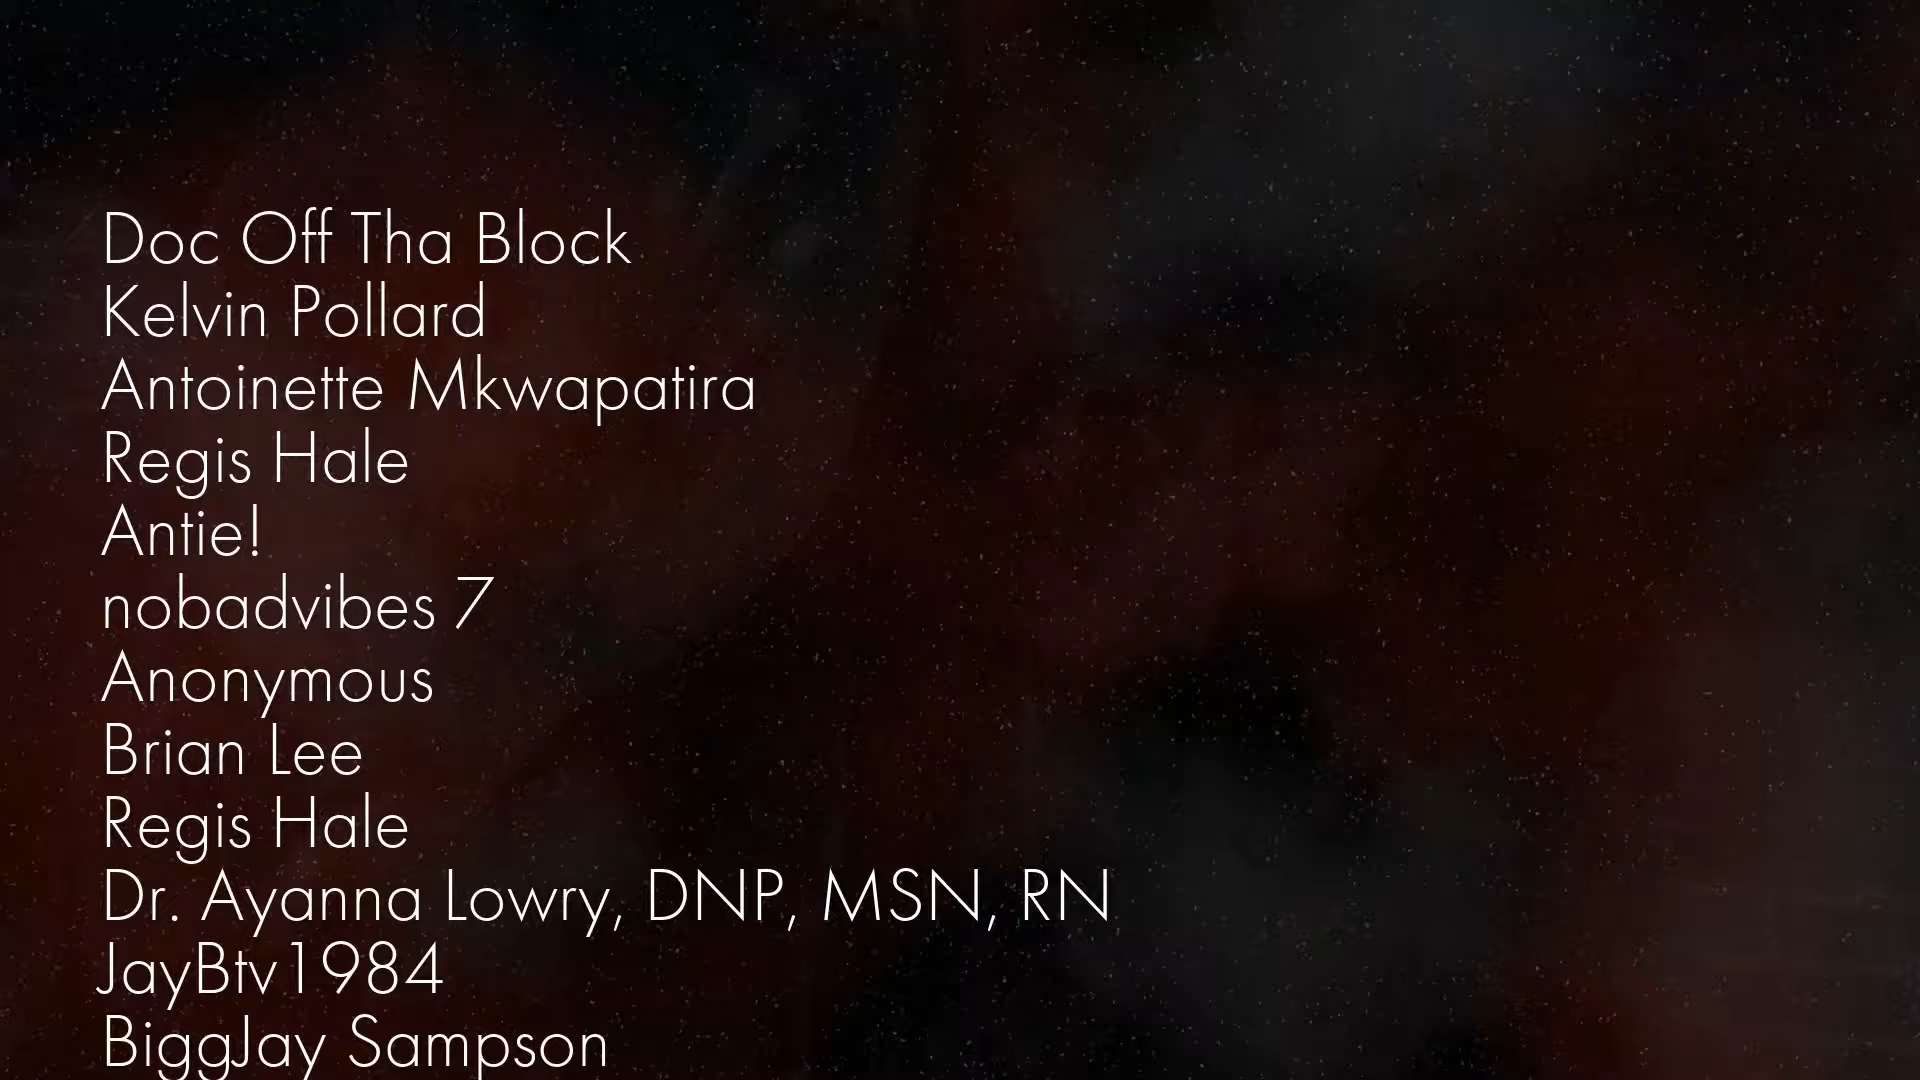 Doc Off Tha Block
Kelvin Pollard
Antoinette Mkwapatira
Regis Hale
Antie!
nobadvibes 7
Anonymous
Brian Lee
Regis Hale
Dr. Ayanna Lowry, DNP, MSN, RN
JayBtv1984
BiggJay Sampson